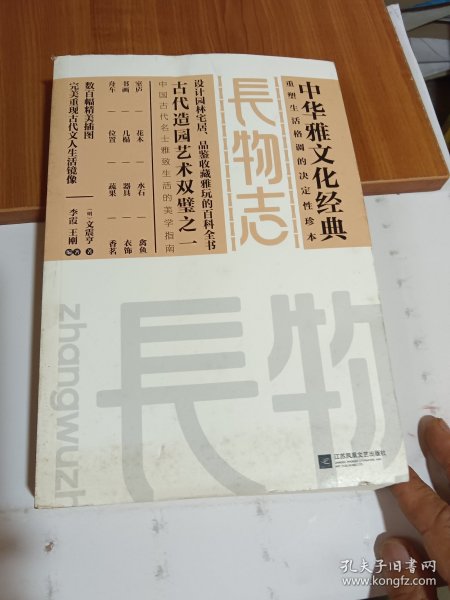 中华雅文化经典
重塑生活格调的决定性珍本
長物志
设计园林宅居、品鉴收藏雅玩的百科全书
古代造园艺术双璧之一
中国古代名士雅致生活的美学指南
室庐｜花木｜水石｜禽鱼
书画｜几榻｜器具｜衣饰
舟车｜位置｜蔬果｜香茗
数百幅精美插图
完美重现古代文人生活镜像
［明］文震亨 著
李霞 王刚 编著
長物
zhangwuzh
江苏凤凰文艺出版社
孔夫子旧书网
www.kongfz.com